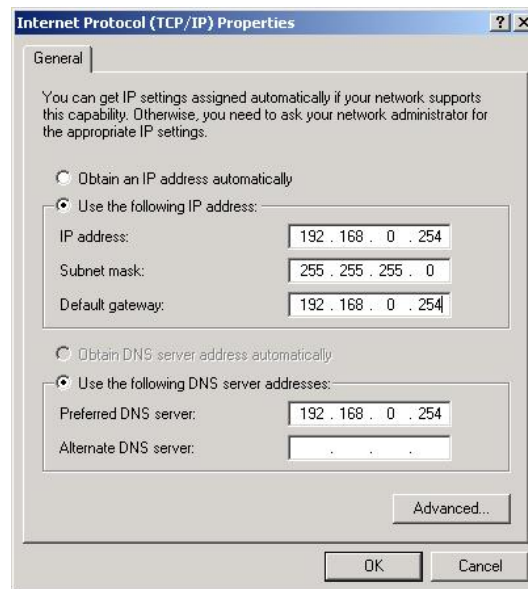 Internet Protocol (TCP/IP) Properties
General
You can get IP settings assigned automatically if your network supports
this capability. Otherwise, you need to ask your network administrator for
the appropriate IP settings.
Obtain an IP address automatically
Use the following IP address:
IP address: 192 . 168 . 0 . 254
Subnet mask: 255 . 255 . 255 . 0
Default gateway: 192 . 168 . 0 . 254
Obtain DNS server address automatically
Use the following DNS server addresses:
Preferred DNS server: 192 . 168 . 0 . 254
Alternate DNS server: . . .
Advanced...
OK Cancel